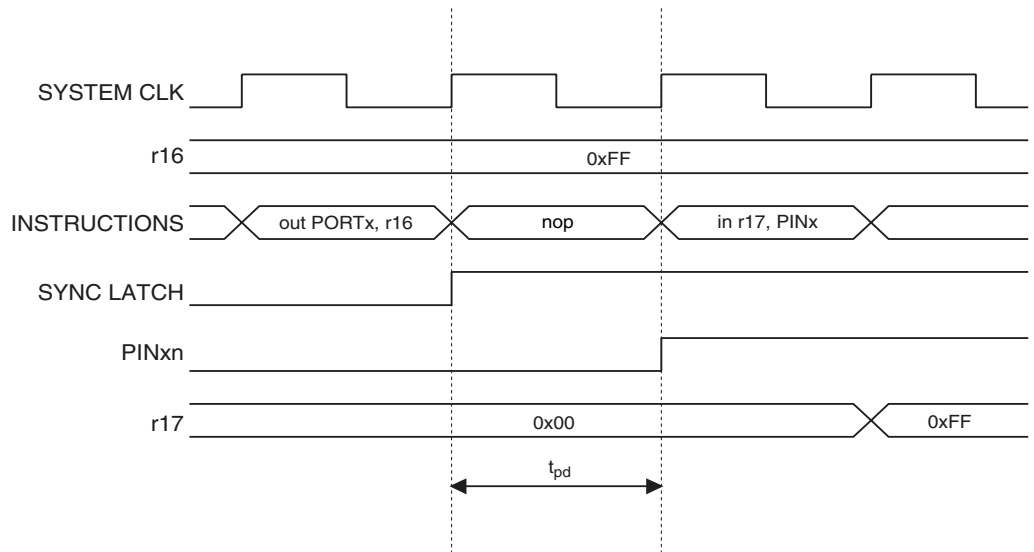 SYSTEM CLK
r16
0xFF
INSTRUCTIONS
out PORTx, r16
nop
in r17, PINx
SYNC LATCH
PINxn
r17
0x00
0xFF
tpd